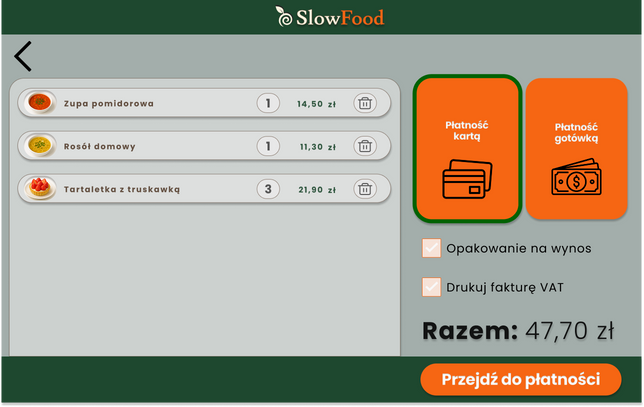 SlowFood
Zupa pomidorowa 1 14,50 zł
Rosół domowy 1 11,30 zł
Tartaletka z truskawką 3 21,90 zł
Płatność
kartą
Płatność
gotówką
Opakowanie na wynos
Drukuj fakturę VAT
Razem: 47,70 zł
Przejdź do płatności